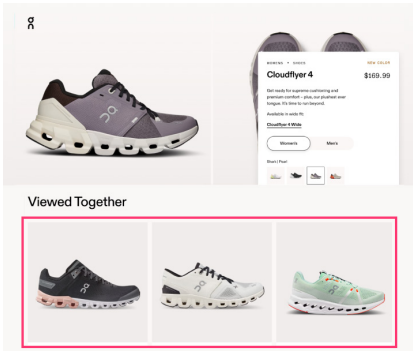 WOMENS • SHOES
NEW COLOR
Cloudflyer 4
$169.99
Get ready for supreme cushioning and
premium comfort – plus, our plushest ever
tongue. It's time to run beyond.
Available in wide fit:
Cloudflyer 4 Wide
Women's
Men's
Viewed Together